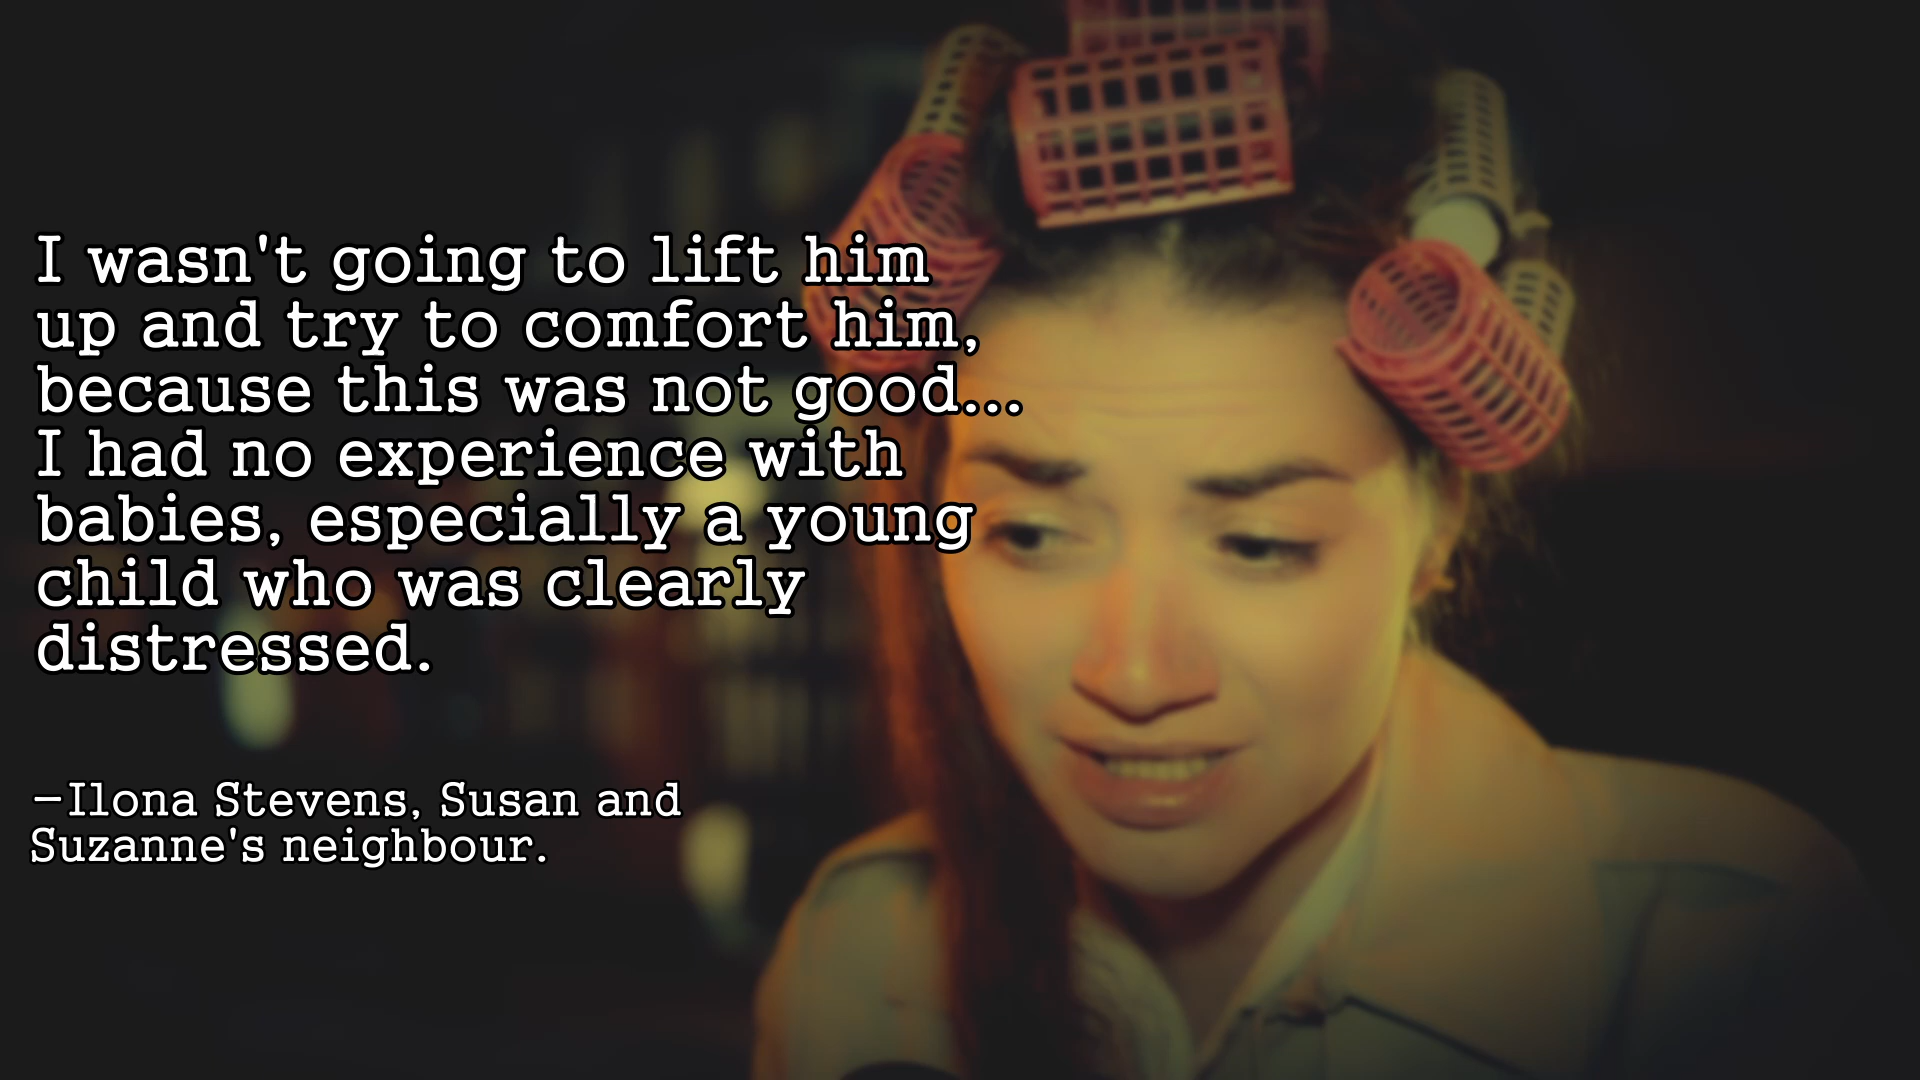 I wasn't going to lift him
up and try to comfort him,
because this was not good...
I had no experience with
babies, especially a young
child who was clearly
distressed.
—Ilona Stevens, Susan and
Suzanne's neighbour.